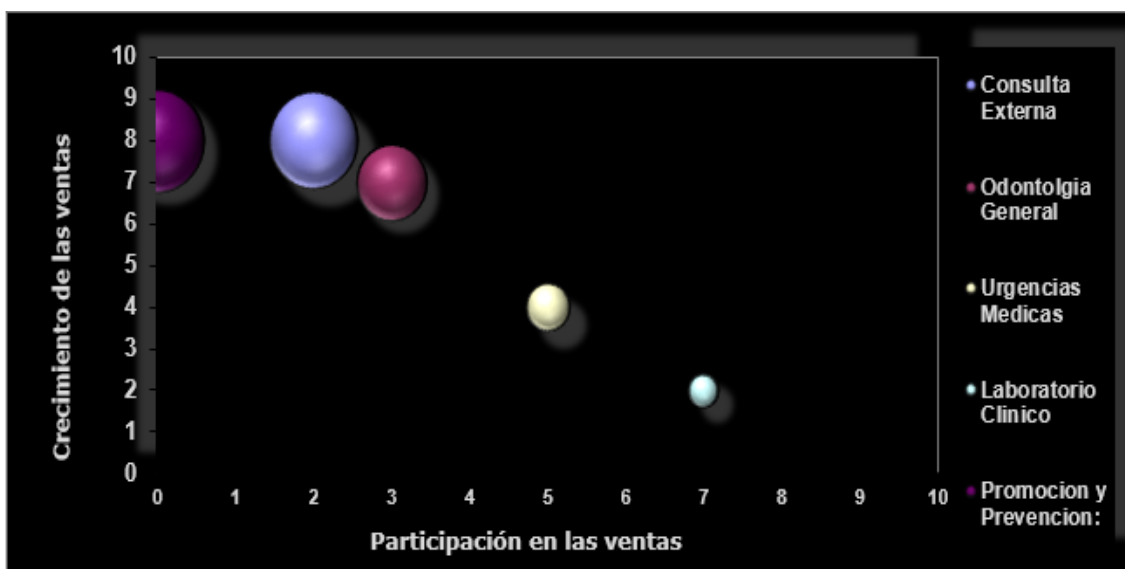 Crecimiento de las ventas
10
9
8
7
6
5
4
3
2
1
0
0 1 2 3 4 5 6 7 8 9 10
Participación en las ventas
Consulta
Externa
Odontolgia
General
Urgencias
Medicas
Laboratorio
Clinico
Promocion y
Prevencion: